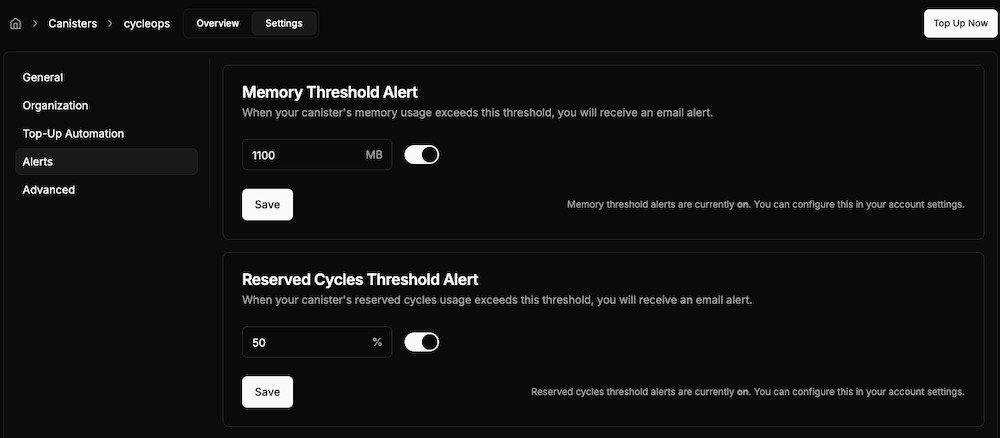 Canisters
cycleops
Overview
Settings
Top Up Now
General
Organization
Top-Up Automation
Alerts
Advanced
Memory Threshold Alert
When your canister's memory usage exceeds this threshold, you will receive an email alert.
1100 MB
Save
Memory threshold alerts are currently on. You can configure this in your account settings.
Reserved Cycles Threshold Alert
When your canister's reserved cycles usage exceeds this threshold, you will receive an email alert.
50 %
Save
Reserved cycles threshold alerts are currently on. You can configure this in your account settings.